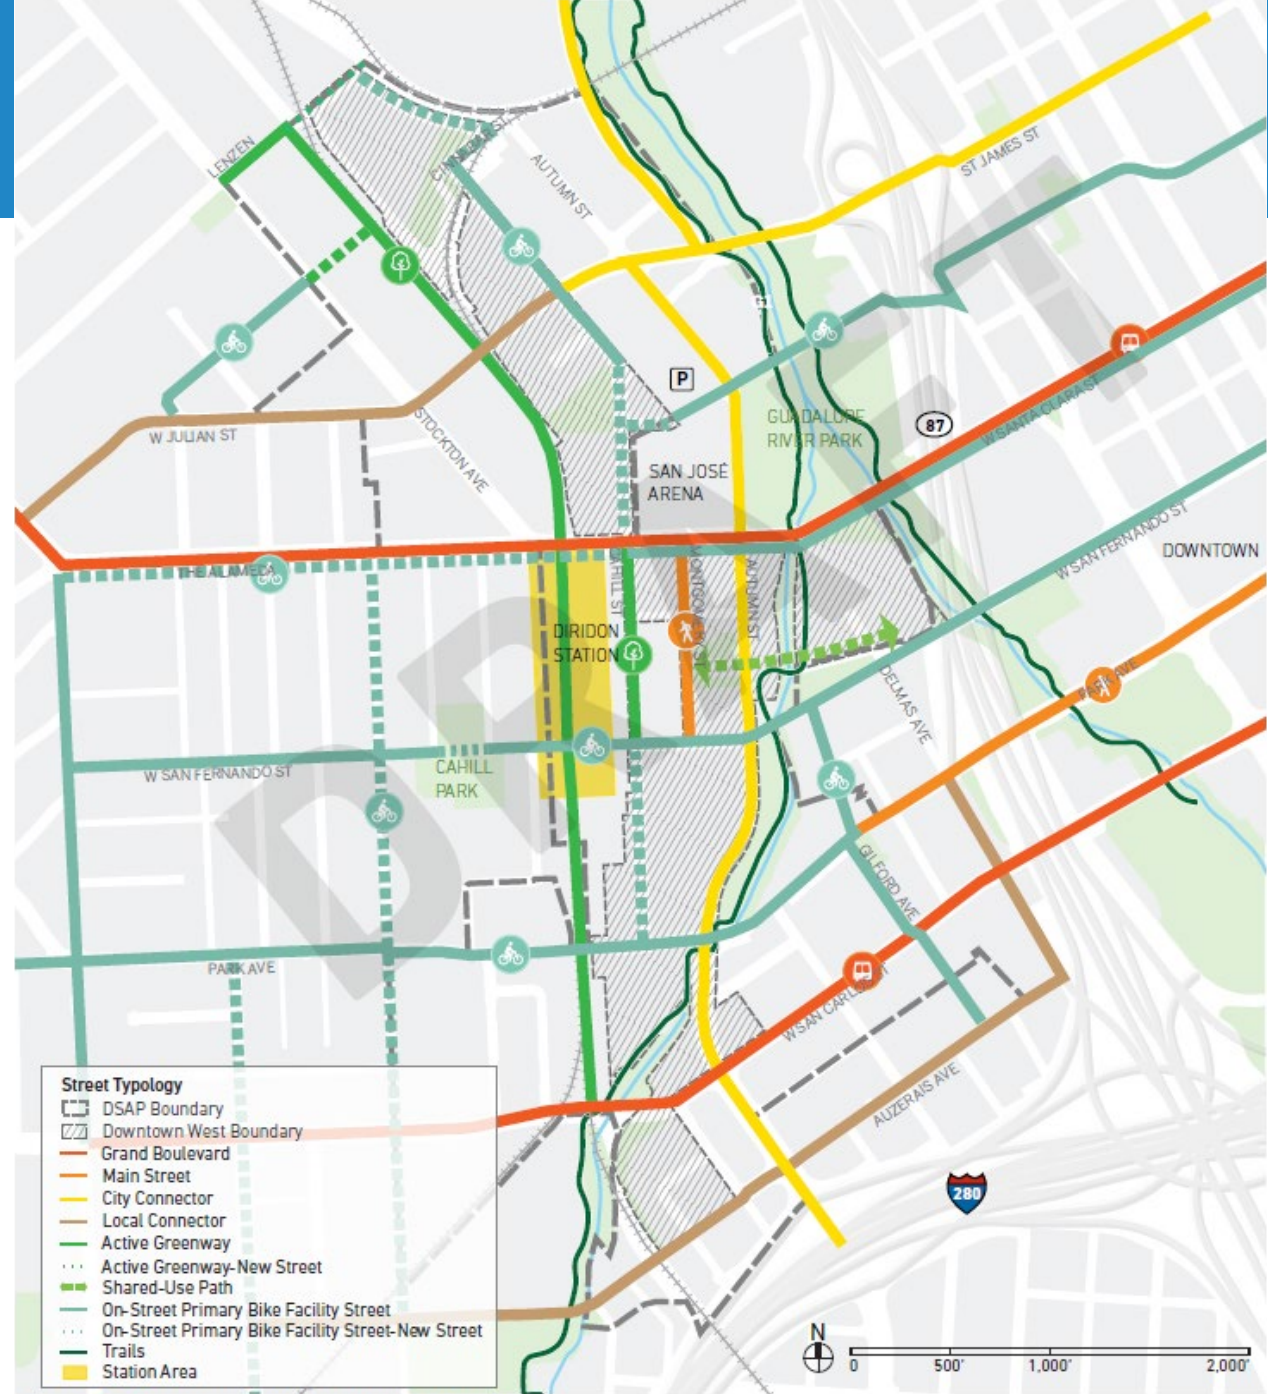 LENZEN
CINNABAR ST
AUTUMN ST
ST JAMES ST
W JULIAN ST
STOCKTON AVE
P
GUADALUPE
RIVER PARK
87
W SANTA CLARA ST
SAN JOSÉ
ARENA
THE ALAMEDA
CAHILL ST
MONTGOMERY ST
AUTUMN ST
W SAN FERNANDO ST
DOWNTOWN
DIRIDON
STATION
DELMAS AVE
PARK AVE
W SAN FERNANDO ST
CAHILL
PARK
GILFORD AVE
PARK AVE
W SAN CARLOS ST
AUZERAIS AVE
280
DRAFT
Street Typology
DSAP Boundary
Downtown West Boundary
Grand Boulevard
Main Street
City Connector
Local Connector
Active Greenway
Active Greenway-New Street
Shared-Use Path
On-Street Primary Bike Facility Street
On-Street Primary Bike Facility Street-New Street
Trails
Station Area
N
0 500' 1,000' 2,000'